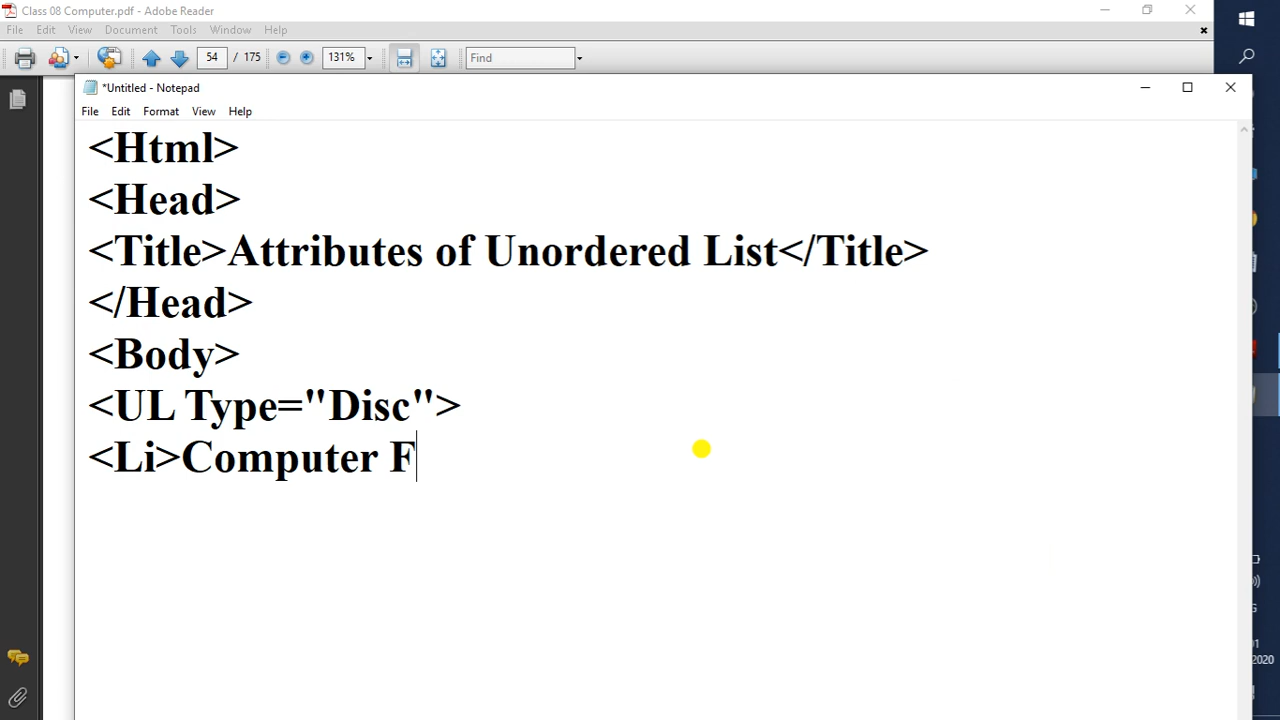 Class 08 Computer.pdf - Adobe Reader
File Edit View Document Tools Window Help
54 / 175 131% Find
*Untitled - Notepad
File Edit Format View Help
<Html>
<Head>
<Title>Attributes of Unordered List</Title>
</Head>
<Body>
<UL Type="Disc">
<Li>Computer F
2020